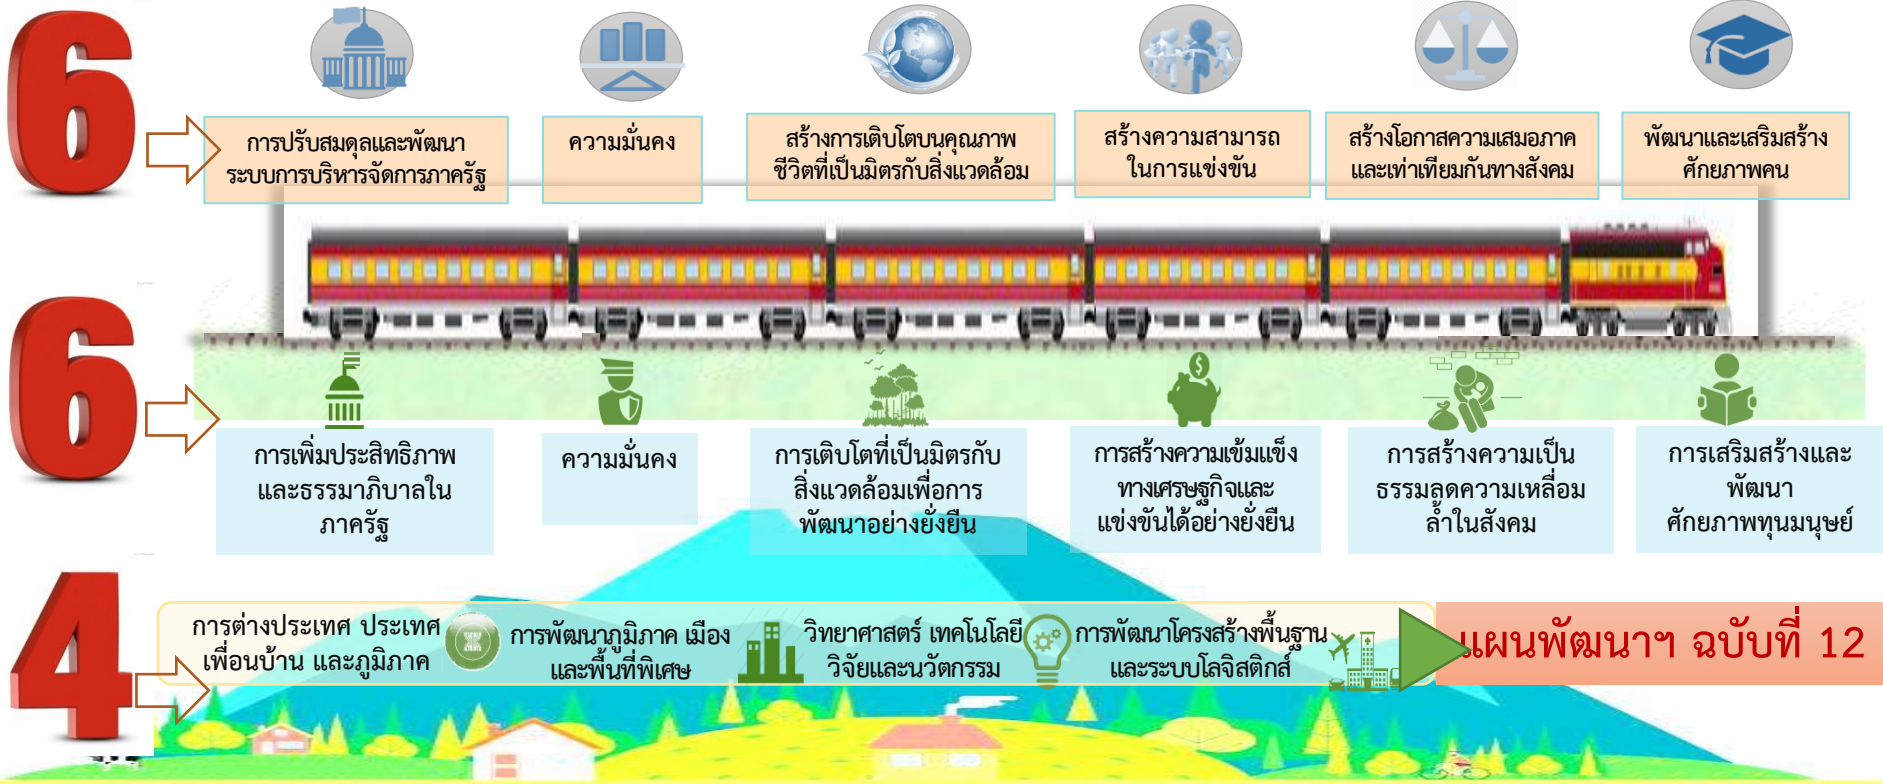 6
การปรับสมดุลและพัฒนา
ระบบการบริหารจัดการภาครัฐ
ความมั่นคง
สร้างการเติบโตบนคุณภาพ
ชีวิตที่เป็นมิตรกับสิ่งแวดล้อม
สร้างความสามารถ
ในการแข่งขัน
สร้างโอกาสความเสมอภาค
และเท่าเทียมกันทางสังคม
พัฒนาและเสริมสร้าง
ศักยภาพคน
6
การเพิ่มประสิทธิภาพ
และธรรมาภิบาลใน
ภาครัฐ
ความมั่นคง
การเติบโตที่เป็นมิตรกับ
สิ่งแวดล้อมเพื่อการ
พัฒนาอย่างยั่งยืน
การสร้างความเข้มแข็ง
ทางเศรษฐกิจและ
แข่งขันได้อย่างยั่งยืน
การสร้างความเป็น
ธรรมลดความเหลื่อม
ล้ำในสังคม
การเสริมสร้างและ
พัฒนา
ศักยภาพทุนมนุษย์
4
การต่างประเทศ ประเทศ
เพื่อนบ้าน และภูมิภาค
การพัฒนาภูมิภาค เมือง
และพื้นที่พิเศษ
วิทยาศาสตร์ เทคโนโลยี
วิจัยและนวัตกรรม
การพัฒนาโครงสร้างพื้นฐาน
และระบบโลจิสติกส์
แผนพัฒนาฯ ฉบับที่ 12